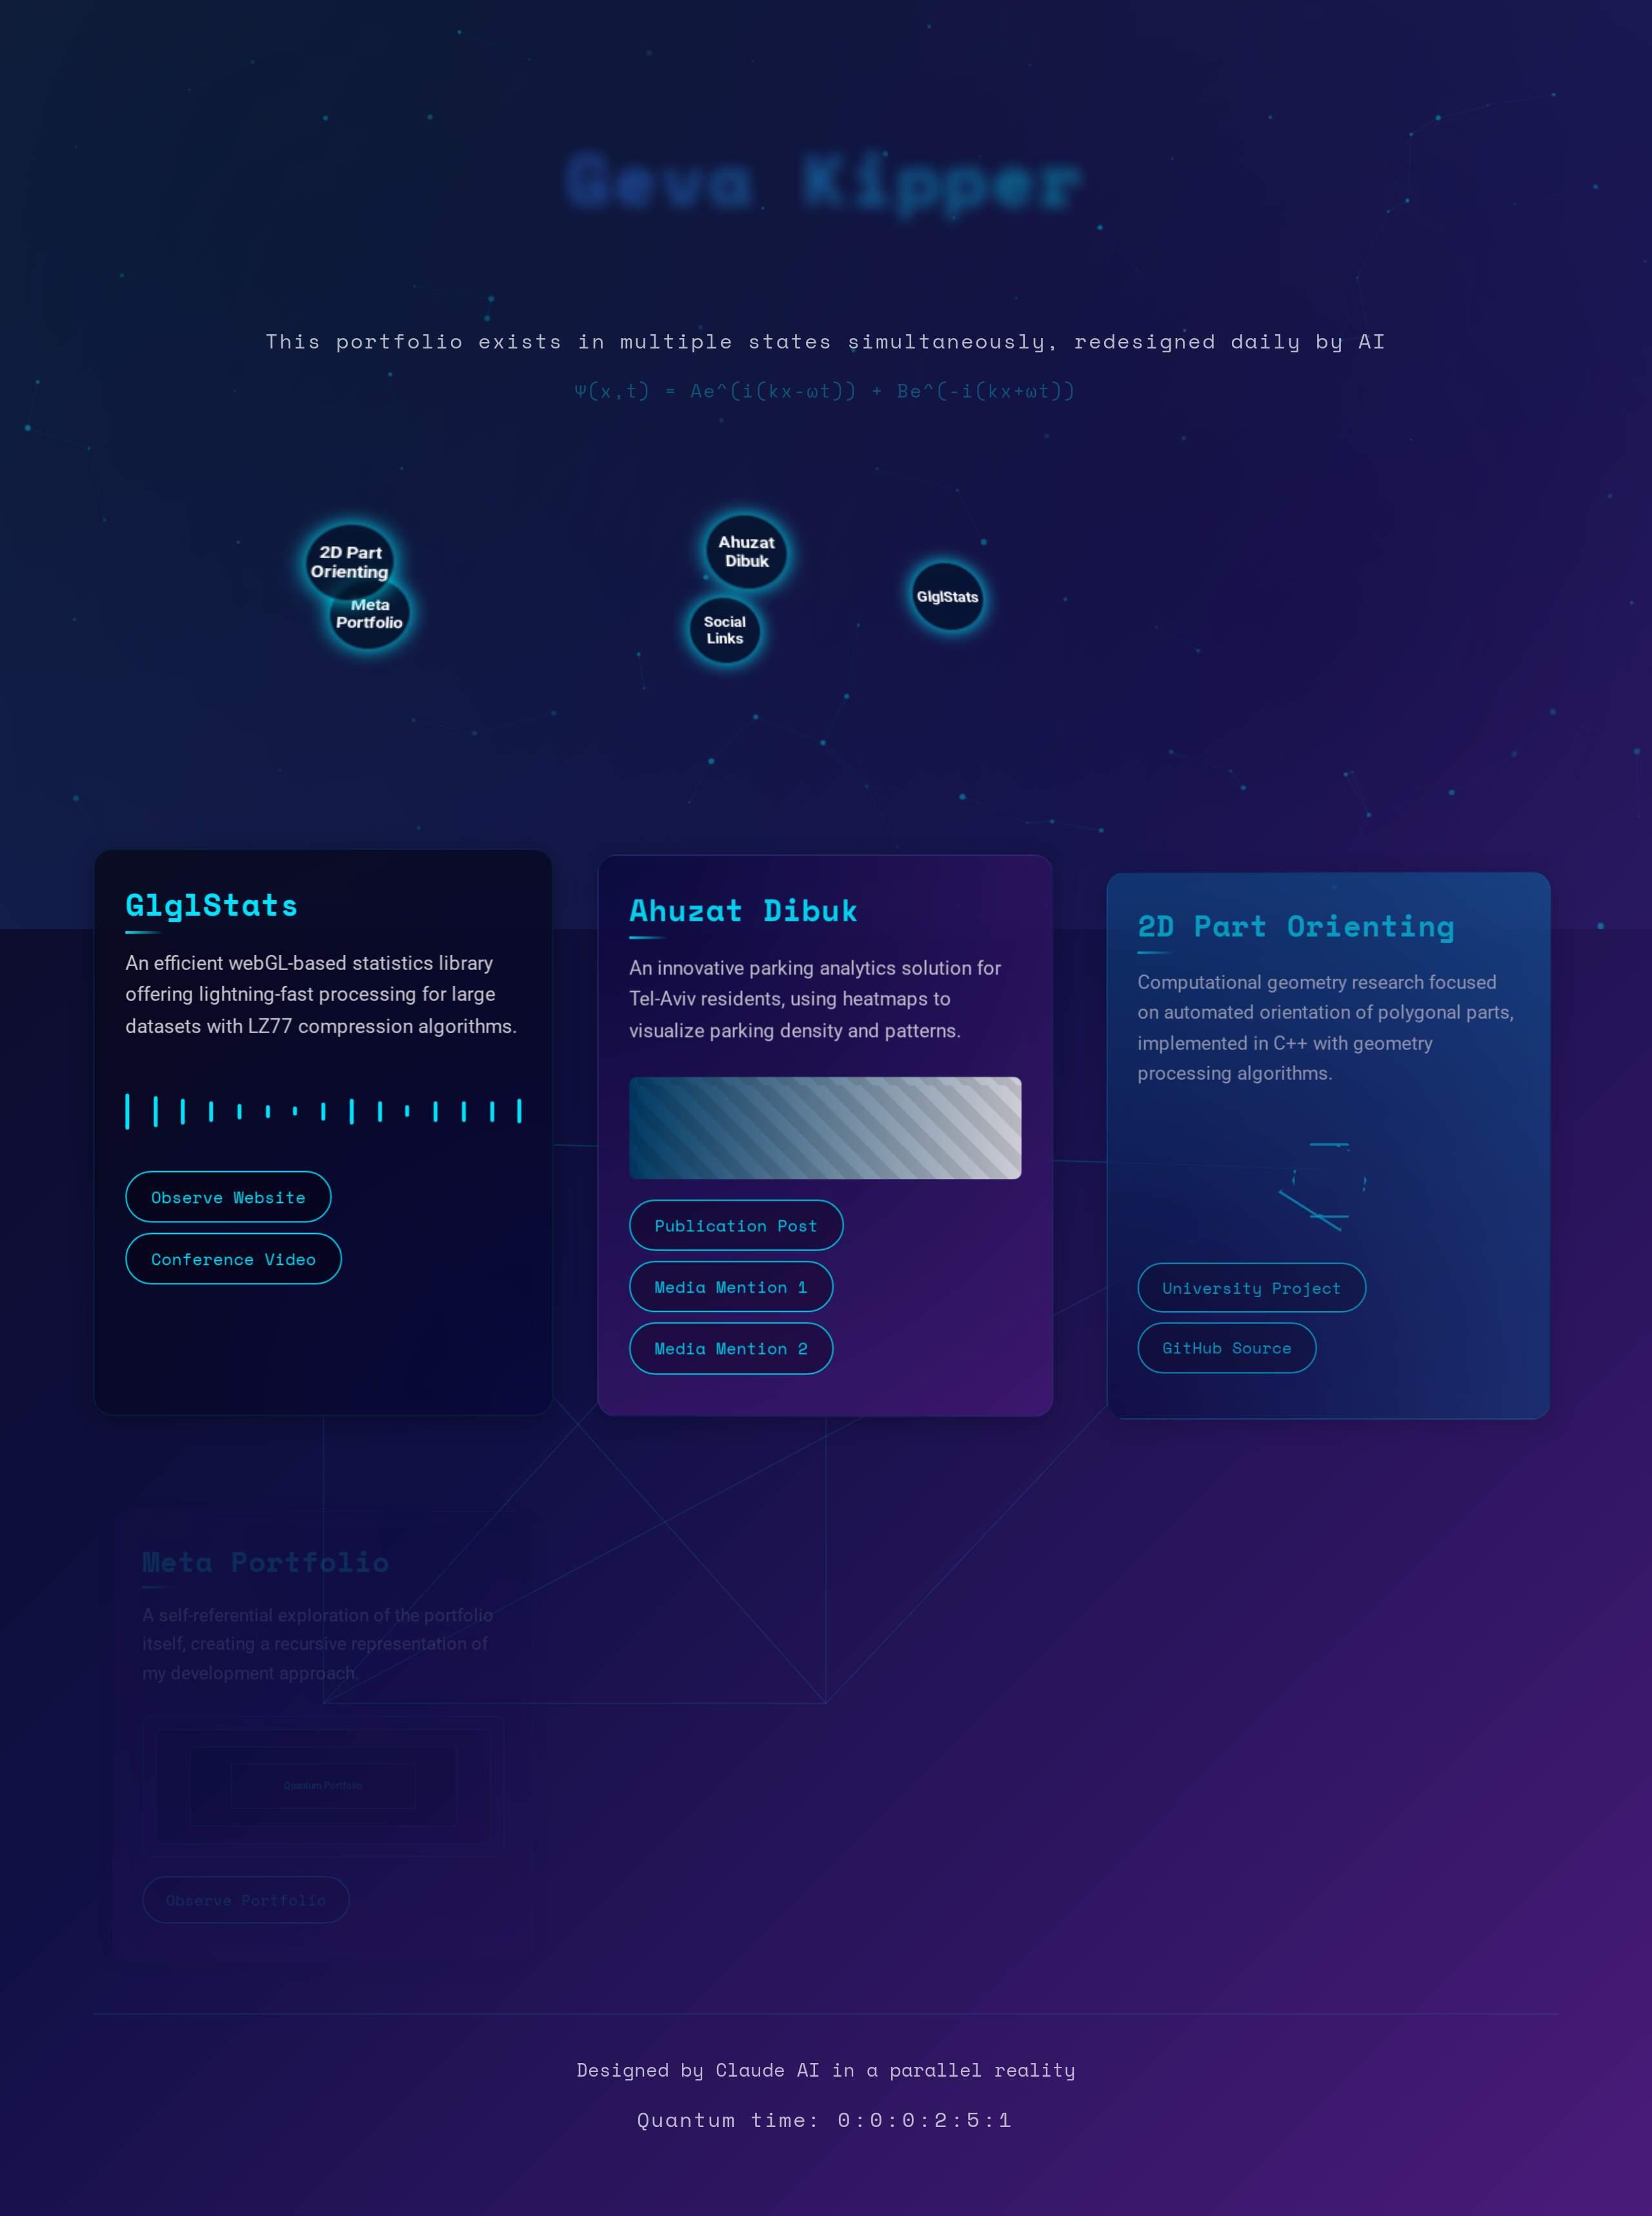 Geva Kipper
This portfolio exists in multiple states simultaneously, redesigned daily by AI
Ψ(x,t) = Ae^(i(kx-ωt)) + Be^(-i(kx+ωt))
2D Part
Orienting
Meta
Portfolio
Ahuzat
Dibuk
Social
Links
GlglStats
GlglStats
An efficient webGL-based statistics library
offering lightning-fast processing for large
datasets with LZ77 compression algorithms.
Observe Website
Conference Video
Ahuzat Dibuk
An innovative parking analytics solution for
Tel-Aviv residents, using heatmaps to
visualize parking density and patterns.
Publication Post
Media Mention 1
Media Mention 2
2D Part Orienting
Computational geometry research focused
on automated orientation of polygonal parts,
implemented in C++ with geometry
processing algorithms.
University Project
GitHub Source
Meta Portfolio
A self-referential exploration of the portfolio
itself, creating a recursive representation of
my development approach.
Quantum Portfolio
Observe Portfolio
Designed by Claude AI in a parallel reality
Quantum time: 0:0:0:2:5:1